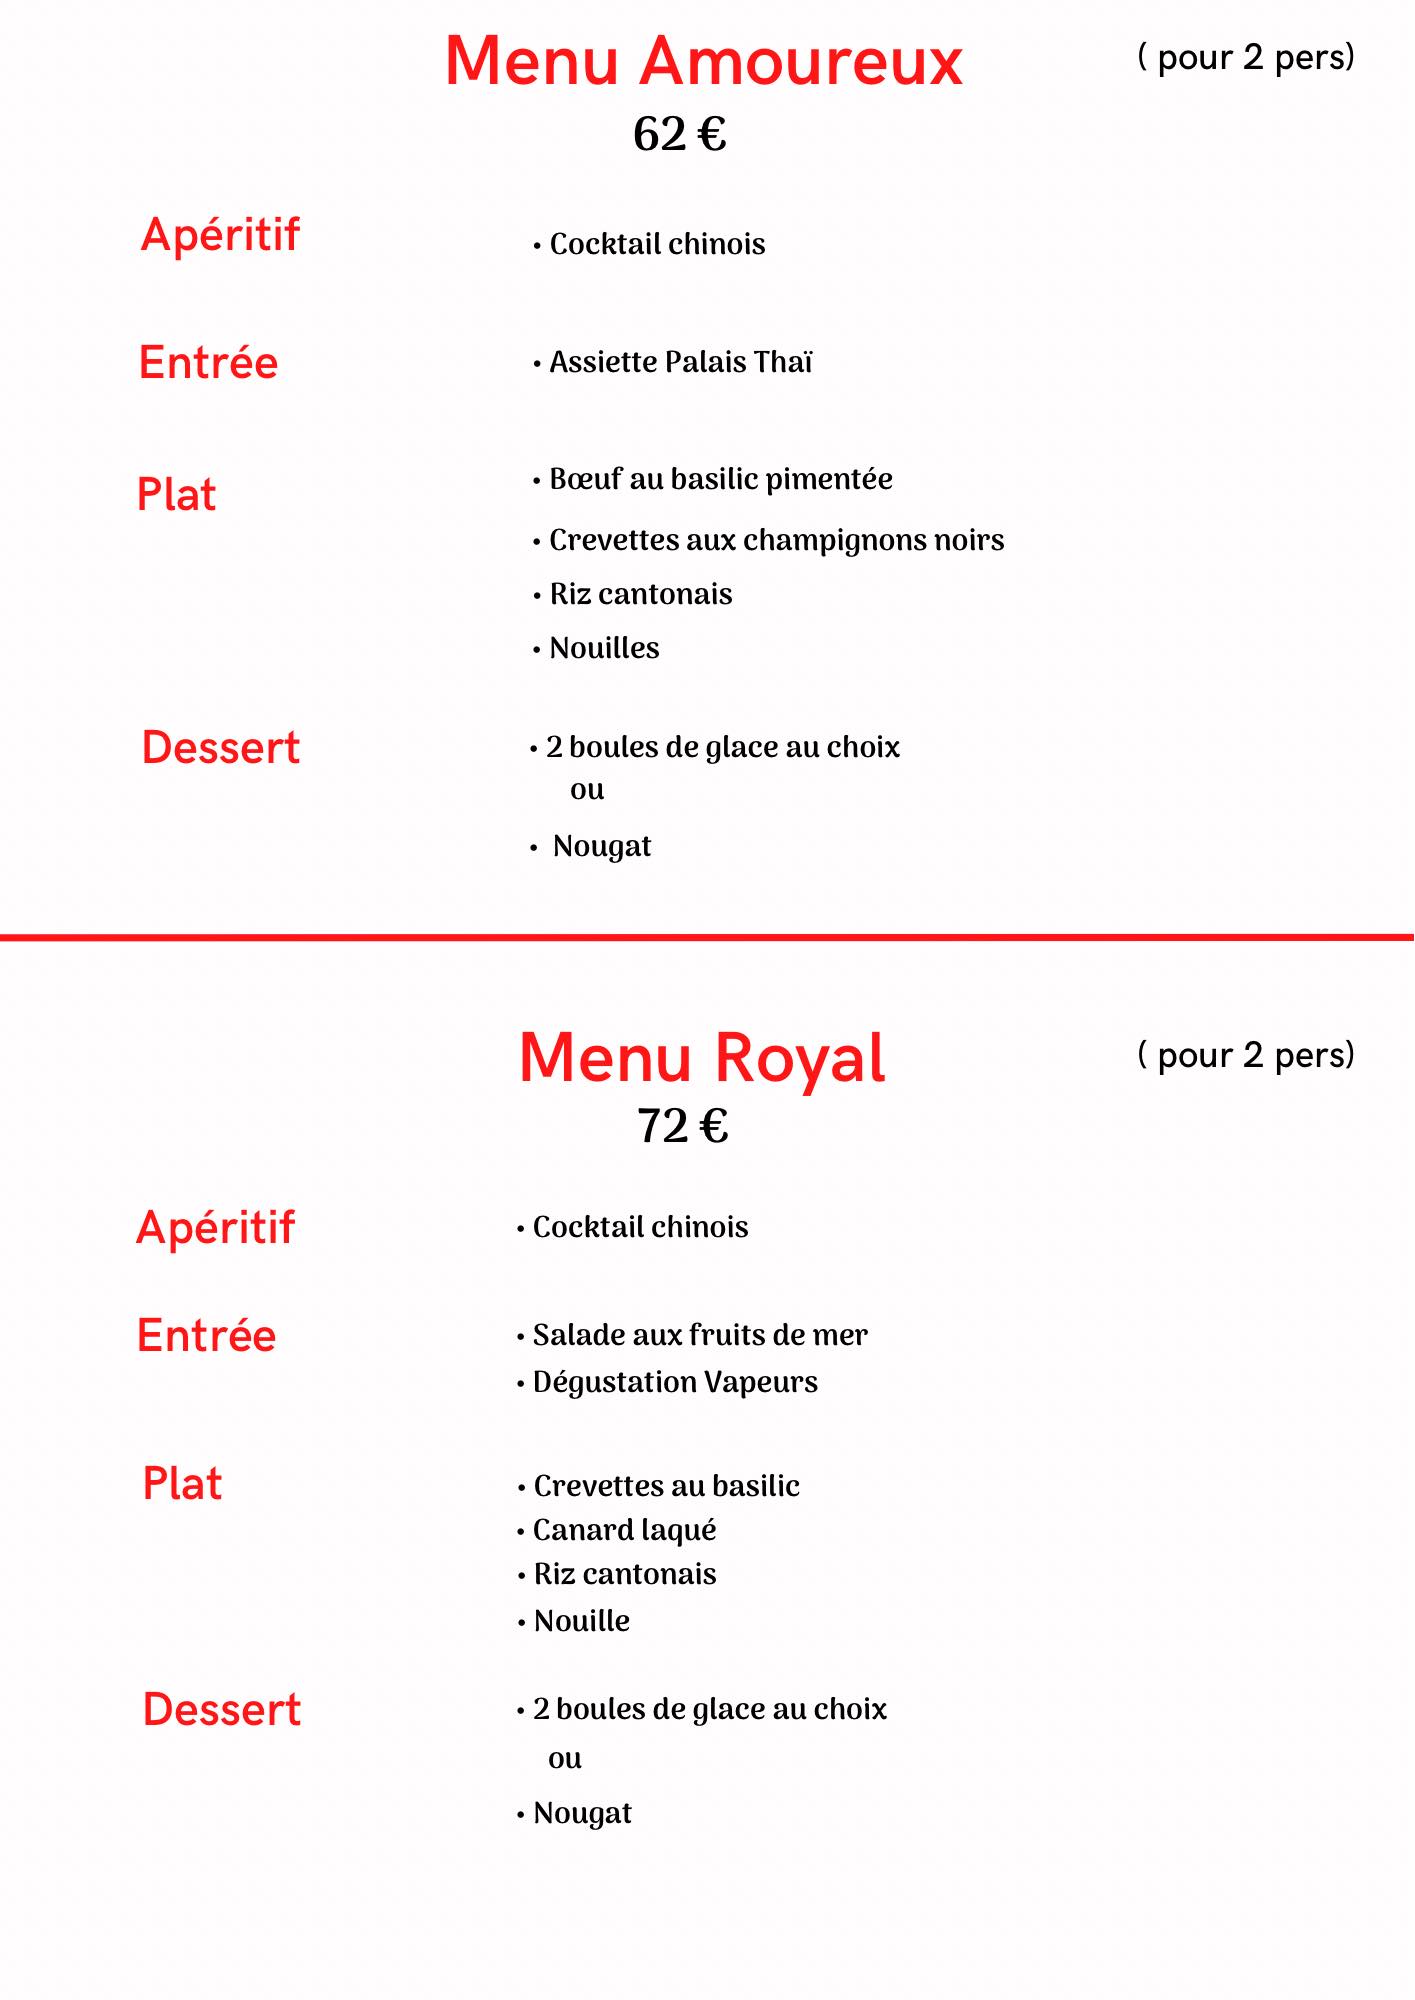 Menu Amoureux
( pour 2 pers)
62 €
Apéritif
• Cocktail chinois
Entrée
• Assiette Palais Thaï
Plat
• Bœuf au basilic pimentée
• Crevettes aux champignons noirs
• Riz cantonais
• Nouilles
Dessert
• 2 boules de glace au choix
ou
• Nougat
Menu Royal
( pour 2 pers)
72 €
Apéritif
• Cocktail chinois
Entrée
• Salade aux fruits de mer
• Dégustation Vapeurs
Plat
• Crevettes au basilic
• Canard laqué
• Riz cantonais
• Nouille
Dessert
• 2 boules de glace au choix
ou
• Nougat